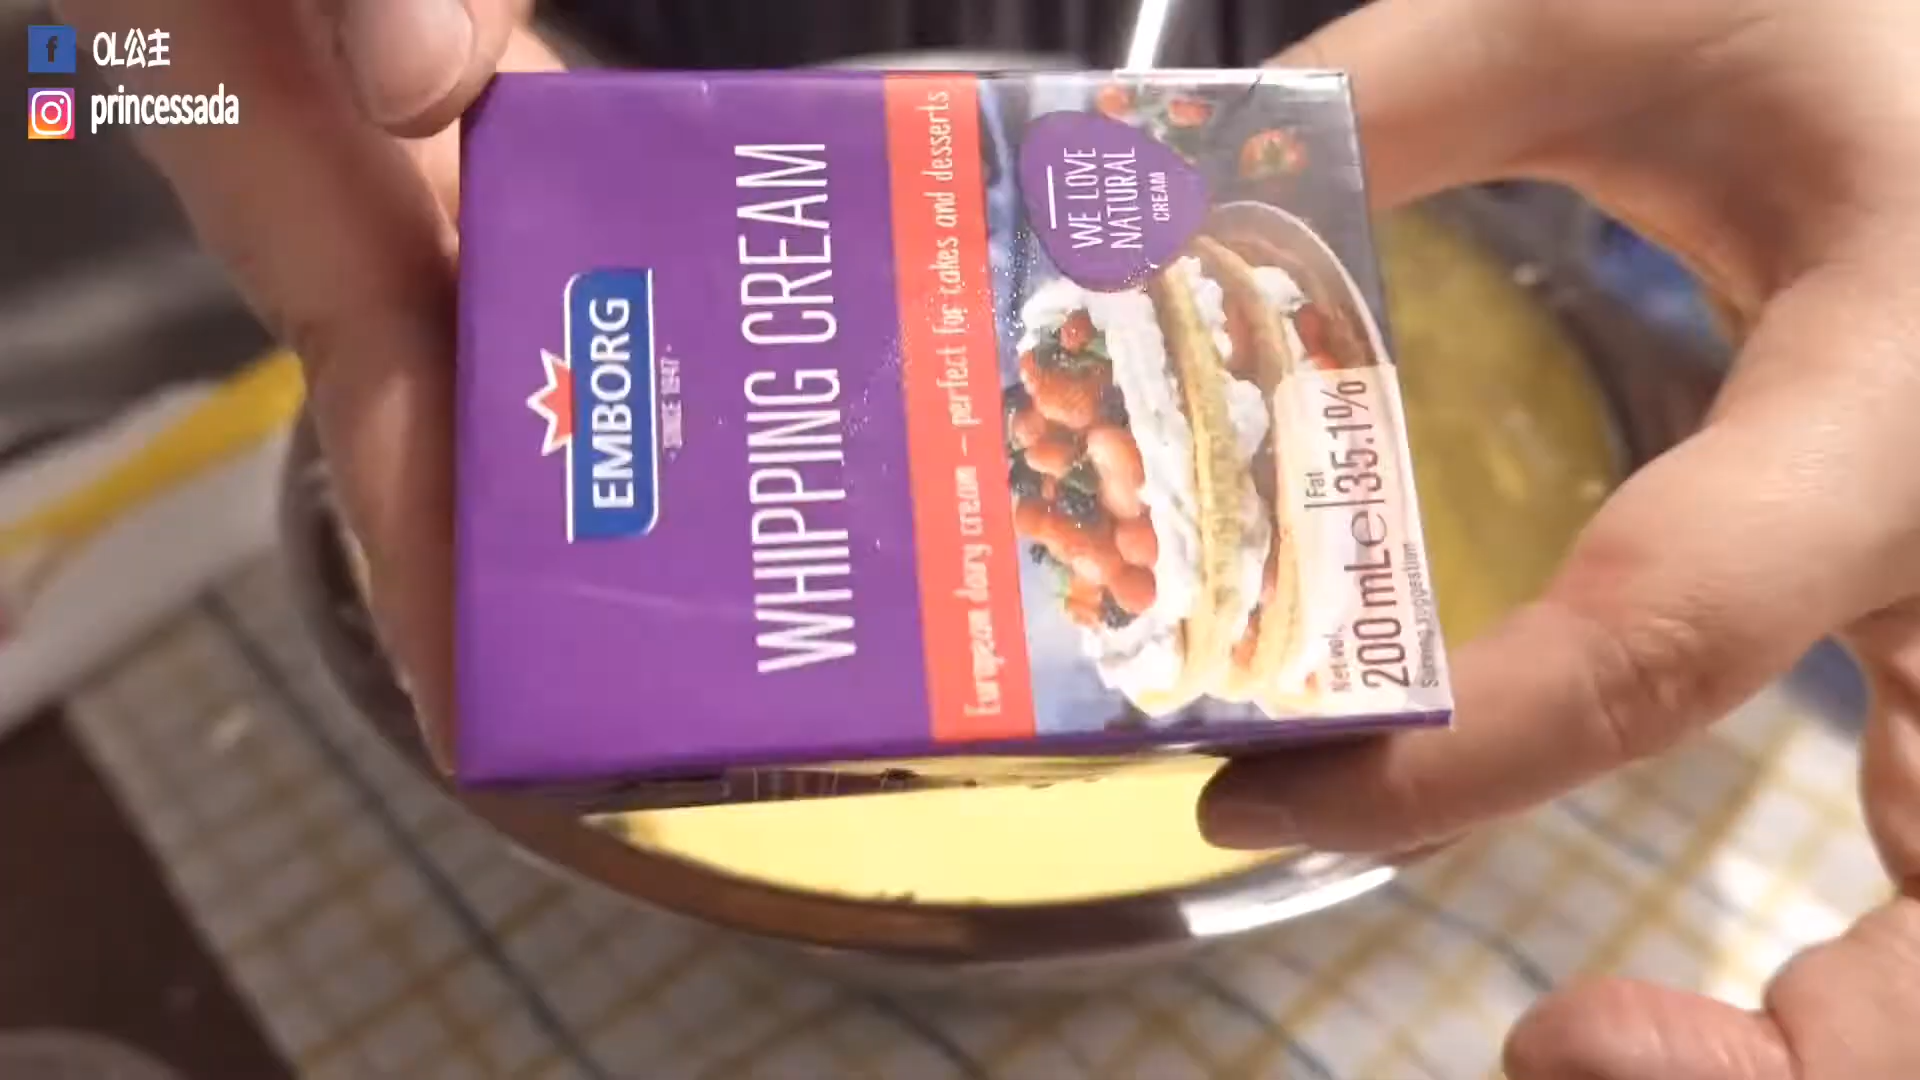 OL公主
princessada
EMBORG
· SINCE 1947 ·
WHIPPING CREAM
European dairy cream – perfect for cakes and desserts
WE LOVE
NATURAL
CREAM
Net vol.
200 mL e
Fat
35.1%
Serving suggestion